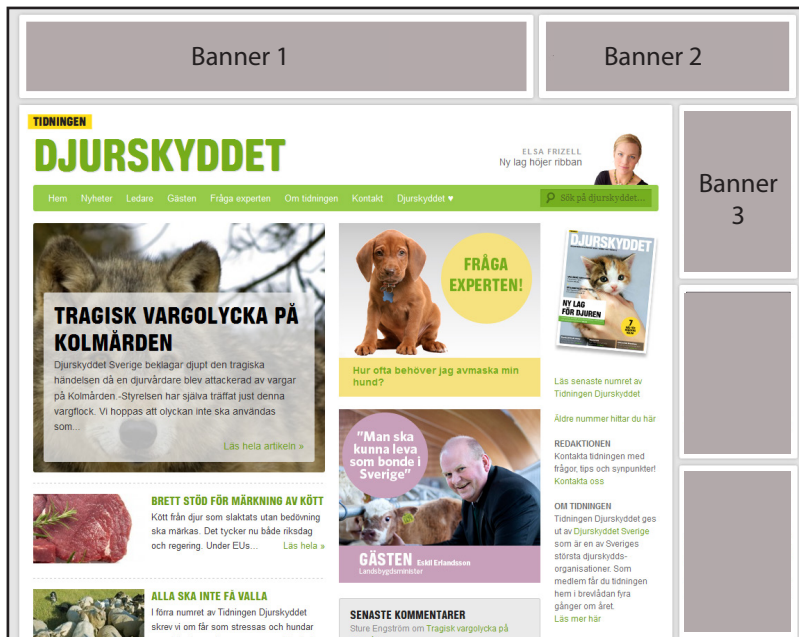 Banner 1
Banner 2
TIDNINGEN
DJURSKYDDET
ELSA FRIZELL
Ny lag höjer ribban
Hem Nyheter Ledare Gästen Fråga experten Om tidningen Kontakt Djurskyddet ♥
Sök på djurskyddet...
Banner
3
TRAGISK VARGOLYCKA PÅ
KOLMÅRDEN
Djurskyddet Sverige beklagar djupt den tragiska
händelsen då en djurvårdare blev attackerad av vargar
på Kolmården.-Styrelsen har själva träffat just denna
vargflock. Vi hoppas att olyckan inte ska användas
som...
Läs hela artikeln »
BRETT STÖD FÖR MÄRKNING AV KÖTT
Kött från djur som slaktats utan bedövning
ska märkas. Det tycker nu både riksdag
och regering. Under EUs... Läs hela »
ALLA SKA INTE FÅ VALLA
I förra numret av Tidningen Djurskyddet
skrev vi om får som stressas och hundar
FRÅGA
EXPERTEN!
Hur ofta behöver jag avmaska min
hund?
"Man ska
kunna leva
som bonde i
Sverige"
GÄSTEN Eskil Erlandsson
Landsbygdsminister
SENASTE KOMMENTARER
Sture Engström om Tragisk vargolycka på
DJURSKYDDET
NY LAG
FÖR DJUREN
7
Läs senaste numret av
Tidningen Djurskyddet
Äldre nummer hittar du här
REDAKTIONEN
Kontakta tidningen med
frågor, tips och synpunkter!
Kontakta oss
OM TIDNINGEN
Tidningen Djurskyddet ges
ut av Djurskyddet Sverige
som är en av Sveriges
största djurskydds-
organisationer. Som
medlem får du tidningen
hem i brevlådan fyra
gånger om året.
Läs mer här